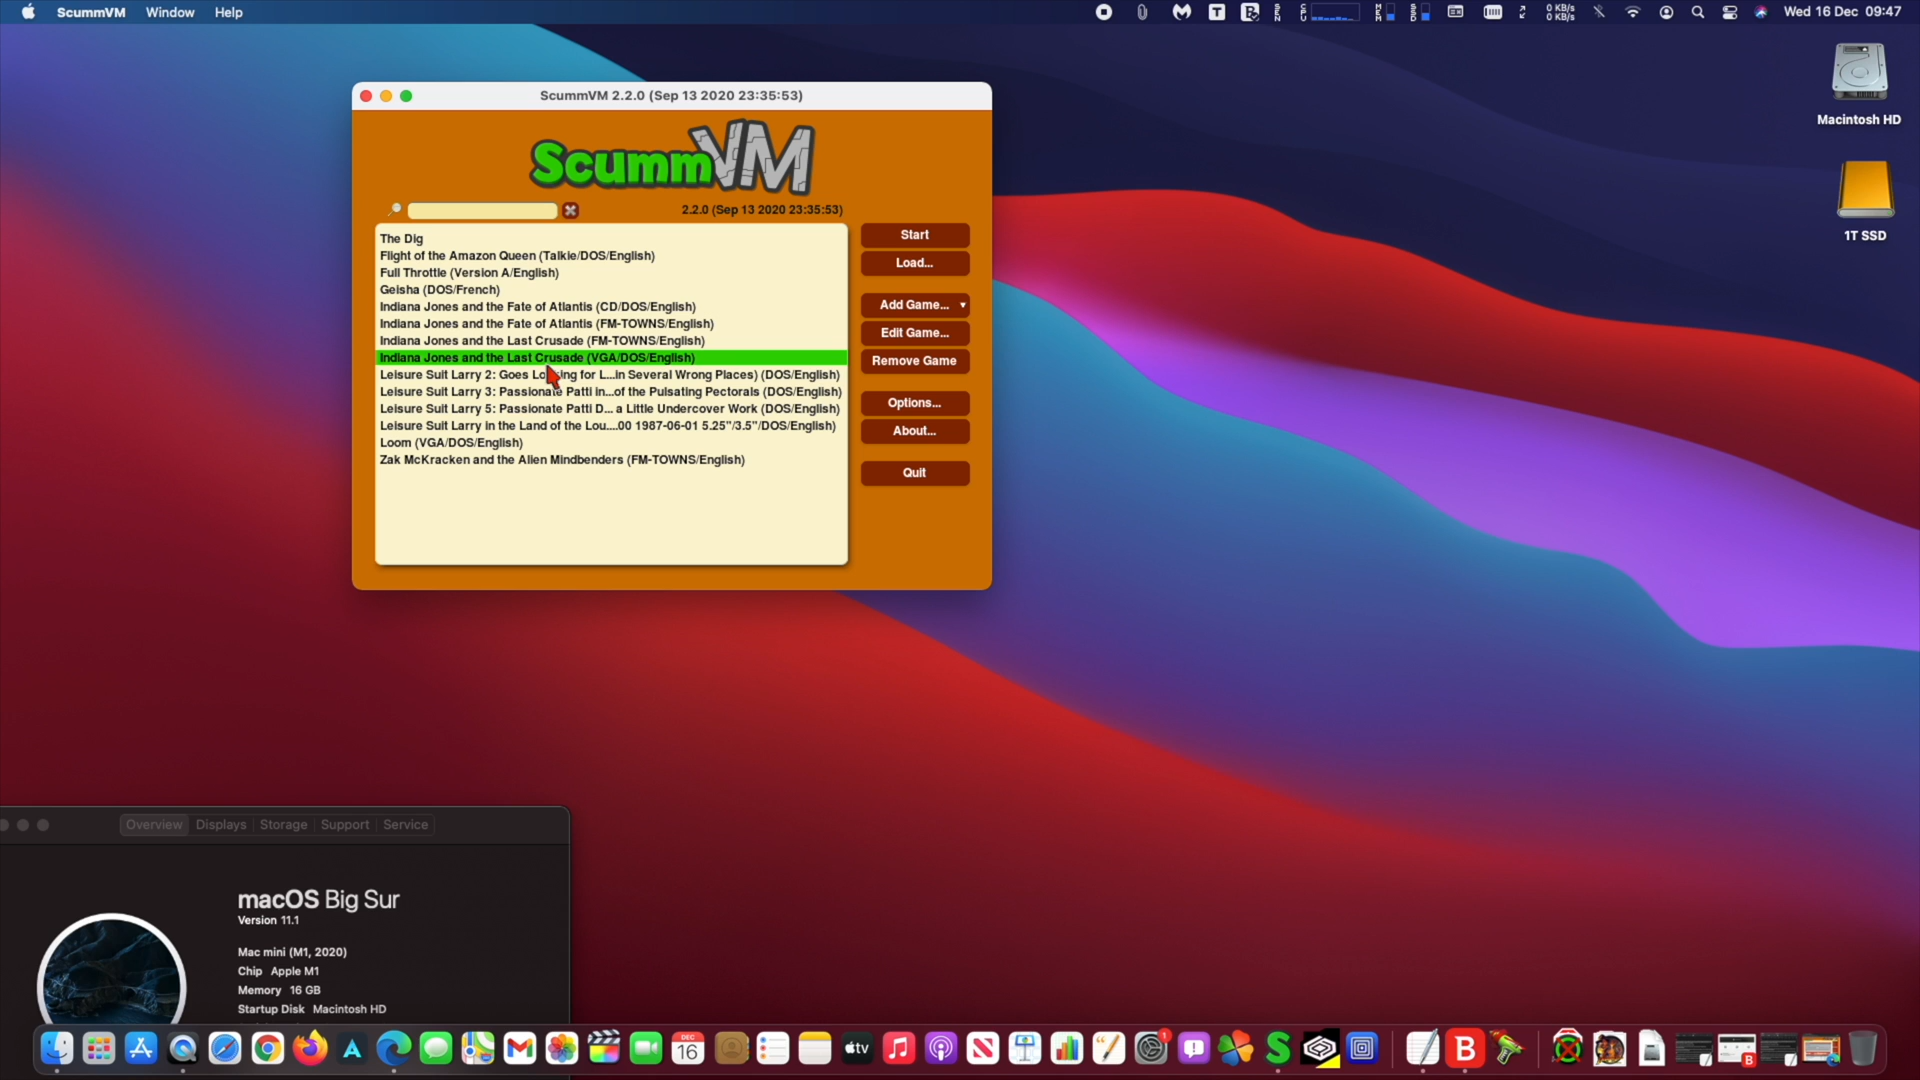 ScummVM Window Help
0 KB/s
0 KB/s
Wed 16 Dec 09:47
Macintosh HD
1T SSD
ScummVM 2.2.0 (Sep 13 2020 23:35:53)
ScummVM
2.2.0 (Sep 13 2020 23:35:53)
The Dig
Flight of the Amazon Queen (Talkie/DOS/English)
Full Throttle (Version A/English)
Geisha (DOS/French)
Indiana Jones and the Fate of Atlantis (CD/DOS/English)
Indiana Jones and the Fate of Atlantis (FM-TOWNS/English)
Indiana Jones and the Last Crusade (FM-TOWNS/English)
Indiana Jones and the Last Crusade (VGA/DOS/English)
Leisure Suit Larry 2: Goes Looking for L...in Several Wrong Places) (DOS/English)
Leisure Suit Larry 3: Passionate Patti in...of the Pulsating Pectorals (DOS/English)
Leisure Suit Larry 5: Passionate Patti D... a Little Undercover Work (DOS/English)
Leisure Suit Larry in the Land of the Lou....00 1987-06-01 5.25"/3.5"/DOS/English)
Loom (VGA/DOS/English)
Zak McKracken and the Alien Mindbenders (FM-TOWNS/English)
Start
Load...
Add Game...
Edit Game...
Remove Game
Options...
About...
Quit
Overview Displays Storage Support Service
macOS Big Sur
Version 11.1
Mac mini (M1, 2020)
Chip Apple M1
Memory 16 GB
Startup Disk Macintosh HD
DEC
16
tv
1